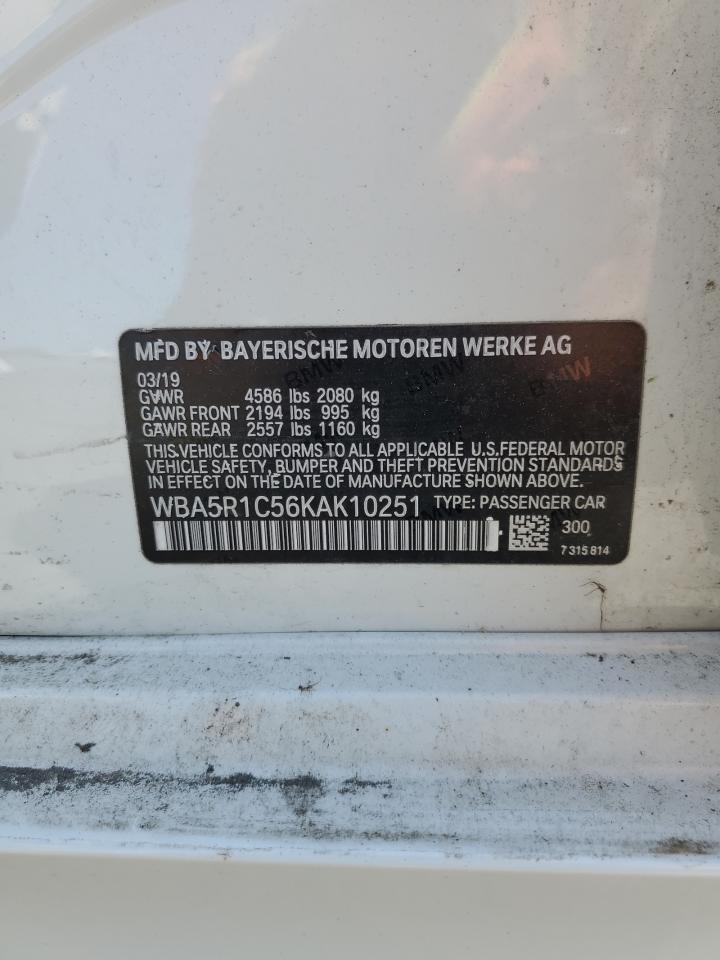 MFD BY BAYERISCHE MOTOREN WERKE AG
03/19
GVWR 4586 lbs 2080 kg
GAWR FRONT 2194 lbs 995 kg
GAWR REAR 2557 lbs 1160 kg
THIS VEHICLE CONFORMS TO ALL APPLICABLE U.S.FEDERAL MOTOR
VEHICLE SAFETY, BUMPER AND THEFT PREVENTION STANDARDS
IN EFFECT ON THE DATE OF MANUFACTURE SHOWN ABOVE.
WBA5R1C56KAK10251 TYPE: PASSENGER CAR
300
7 315 814